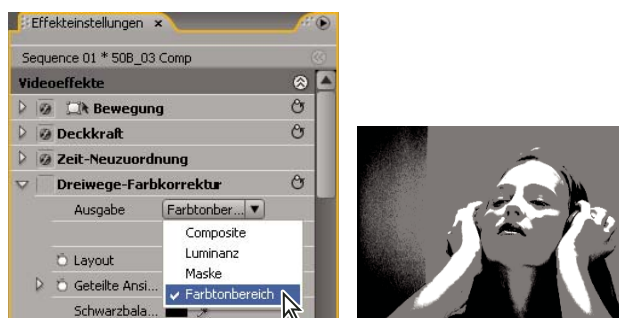 Effekteinstellungen ×
Sequence 01 * 50B_03 Comp
Videoeffekte
Bewegung
Deckkraft
Zeit-Neuzuordnung
Dreiwege-Farbkorrektur
Ausgabe Farbtonber...
Composite
Luminanz
Layout
Maske
Geteilte Ansi...
Farbtonbereich
Schwarzbala...